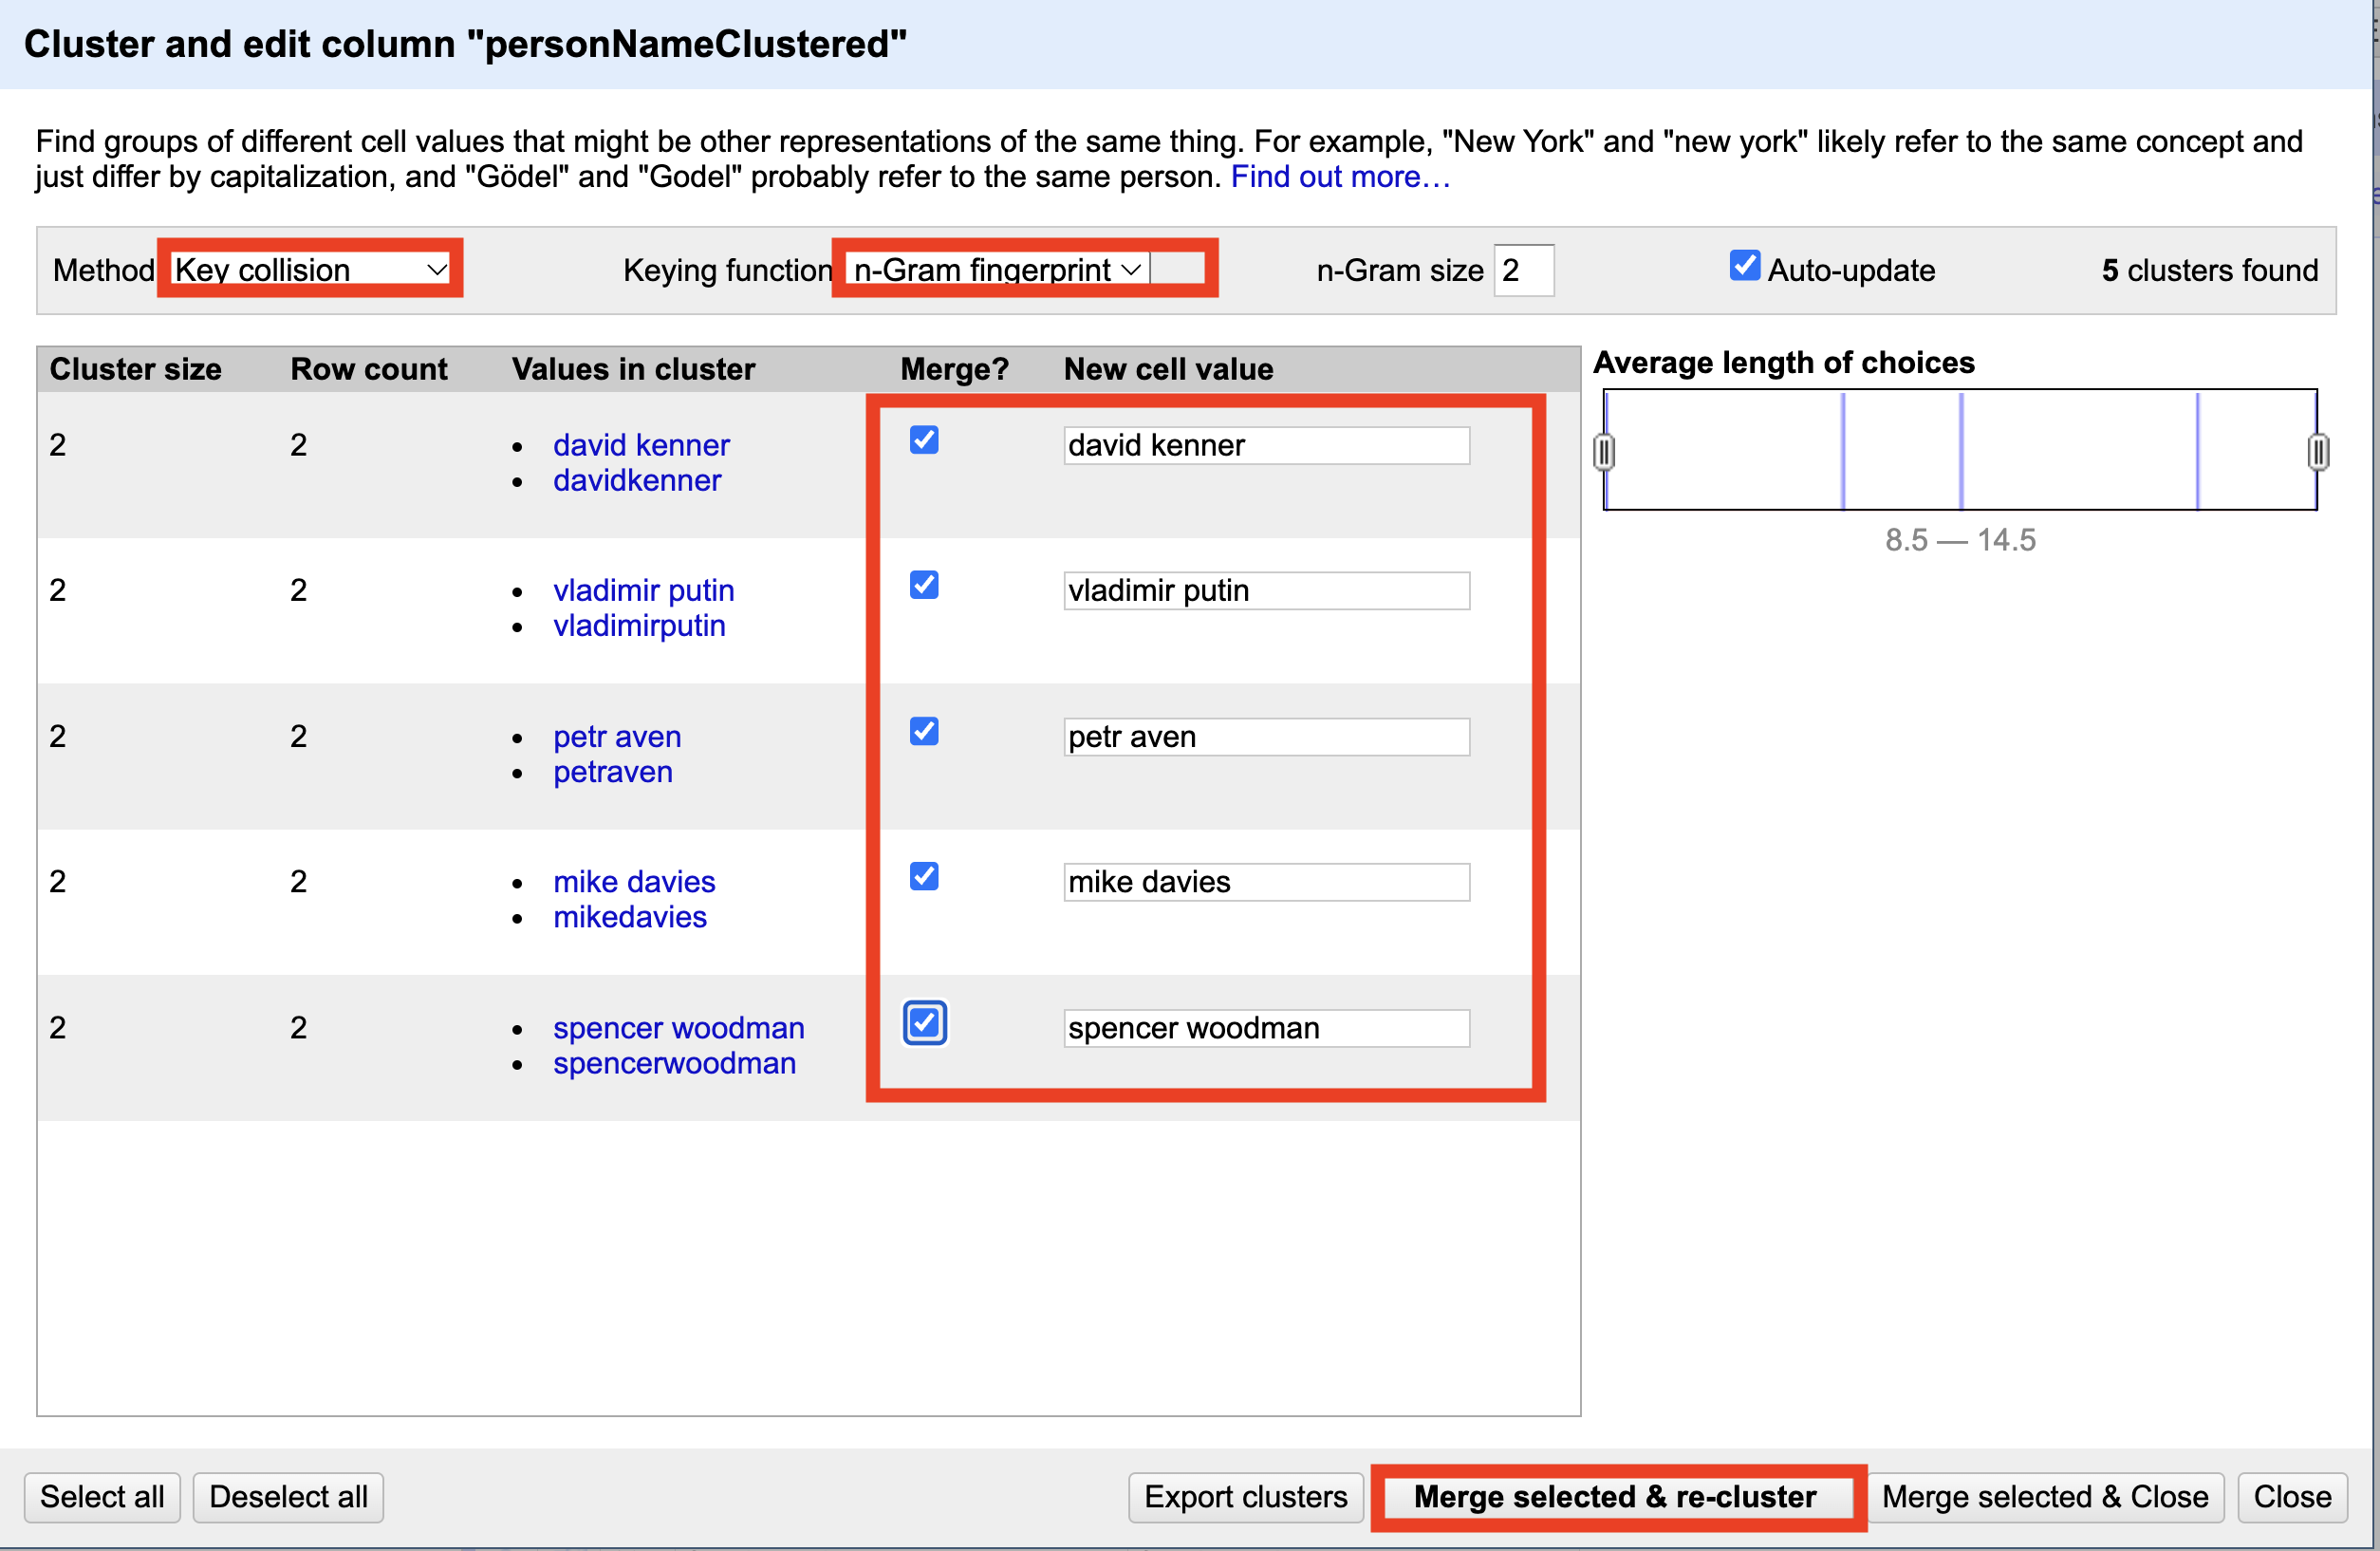 Cluster and edit column "personNameClustered"
Find groups of different cell values that might be other representations of the same thing. For example, "New York" and "new york" likely refer to the same concept and
just differ by capitalization, and "Gödel" and "Godel" probably refer to the same person. Find out more…
Method Key collision Keying function n-Gram fingerprint n-Gram size 2 Auto-update 5 clusters found
Cluster size Row count Values in cluster Merge? New cell value
Average length of choices
8.5 — 14.5
2 2 david kenner david kenner
davidkenner
2 2 vladimir putin vladimir putin
vladimirputin
2 2 petr aven petr aven
petraven
2 2 mike davies mike davies
mikedavies
2 2 spencer woodman spencer woodman
spencerwoodman
Select all Deselect all Export clusters Merge selected & re-cluster Merge selected & Close Close